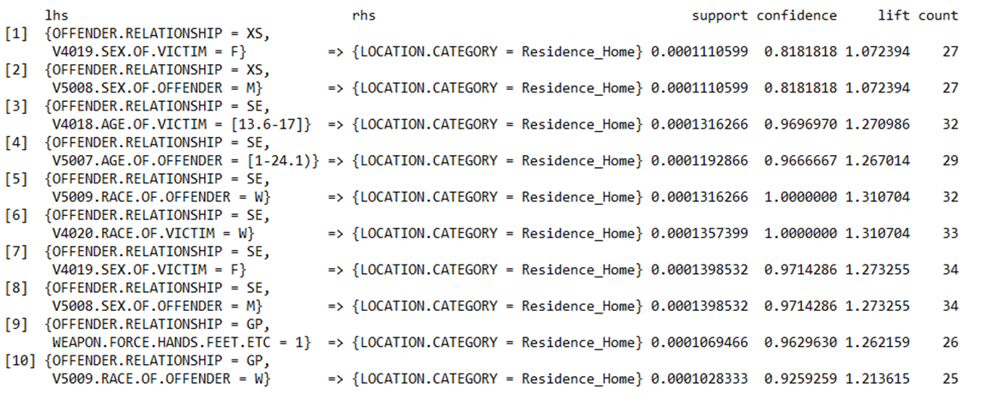 lhs rhs support confidence lift count
[1] {OFFENDER.RELATIONSHIP = XS,
V4019.SEX.OF.VICTIM = F} => {LOCATION.CATEGORY = Residence_Home} 0.0001110599 0.8181818 1.072394 27
[2] {OFFENDER.RELATIONSHIP = XS,
V5008.SEX.OF.OFFENDER = M} => {LOCATION.CATEGORY = Residence_Home} 0.0001110599 0.8181818 1.072394 27
[3] {OFFENDER.RELATIONSHIP = SE,
V4018.AGE.OF.VICTIM = [13.6-17]} => {LOCATION.CATEGORY = Residence_Home} 0.0001316266 0.9696970 1.270986 32
[4] {OFFENDER.RELATIONSHIP = SE,
V5007.AGE.OF.OFFENDER = [1-24.1)} => {LOCATION.CATEGORY = Residence_Home} 0.0001192866 0.9666667 1.267014 29
[5] {OFFENDER.RELATIONSHIP = SE,
V5009.RACE.OF.OFFENDER = W} => {LOCATION.CATEGORY = Residence_Home} 0.0001316266 1.0000000 1.310704 32
[6] {OFFENDER.RELATIONSHIP = SE,
V4020.RACE.OF.VICTIM = W} => {LOCATION.CATEGORY = Residence_Home} 0.0001357399 1.0000000 1.310704 33
[7] {OFFENDER.RELATIONSHIP = SE,
V4019.SEX.OF.VICTIM = F} => {LOCATION.CATEGORY = Residence_Home} 0.0001398532 0.9714286 1.273255 34
[8] {OFFENDER.RELATIONSHIP = SE,
V5008.SEX.OF.OFFENDER = M} => {LOCATION.CATEGORY = Residence_Home} 0.0001398532 0.9714286 1.273255 34
[9] {OFFENDER.RELATIONSHIP = GP,
WEAPON.FORCE.HANDS.FEET.ETC = 1} => {LOCATION.CATEGORY = Residence_Home} 0.0001069466 0.9629630 1.262159 26
[10] {OFFENDER.RELATIONSHIP = GP,
V5009.RACE.OF.OFFENDER = W} => {LOCATION.CATEGORY = Residence_Home} 0.0001028333 0.9259259 1.213615 25